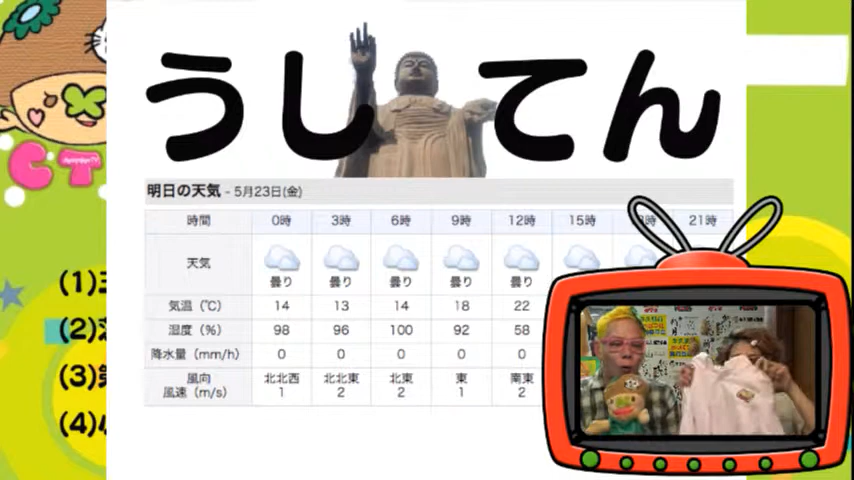 うしてん
明日の天気 - 5月23日(金)
時間 0時 3時 6時 9時 12時 15時 21時
天気
曇り 曇り 曇り 曇り 曇り
気温（℃） 14 13 14 18 22
湿度（%） 98 96 100 92 58
降水量（mm/h） 0 0 0 0 0
風向 北北西 北北東 北東 東 南東
風速（m/s） 1 2 2 1 2
CT
(1)
(2)
(3)
(4)